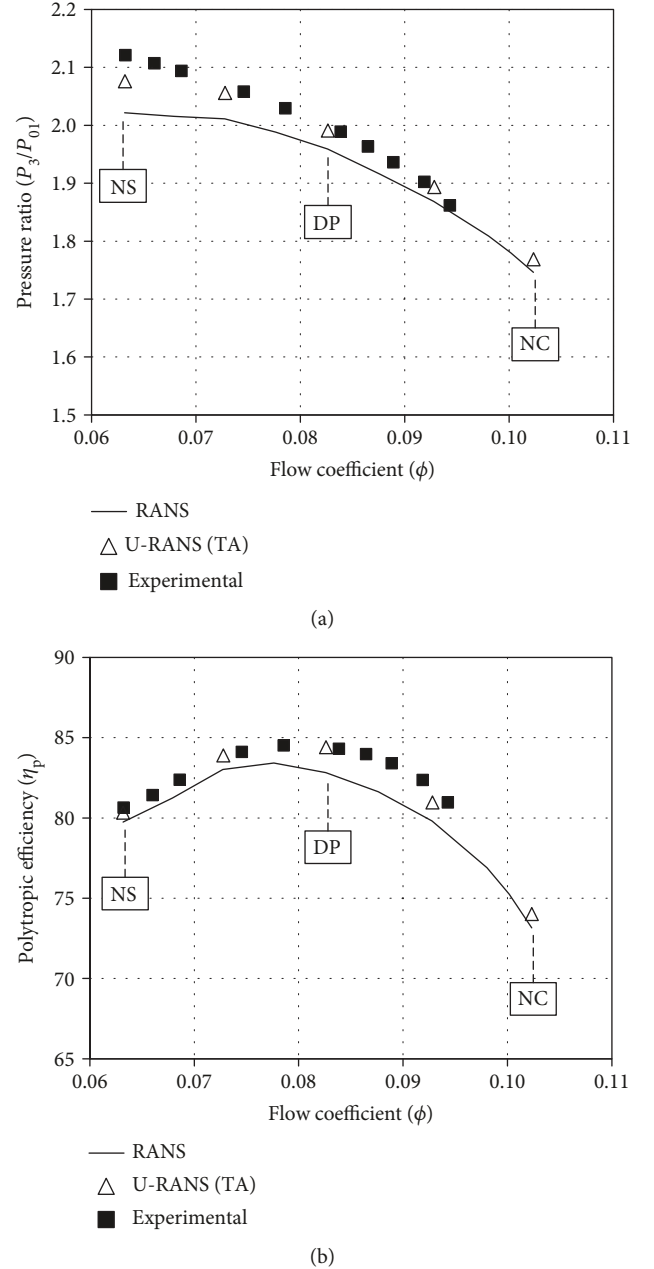 2.2
2.1
2.0
1.9
1.8
1.7
1.6
1.5
Pressure ratio (P3/P01)
NS
DP
NC
0.06 0.07 0.08 0.09 0.10 0.11
Flow coefficient (ϕ)
RANS
U-RANS (TA)
Experimental
(a)
90
85
80
75
70
65
Polytropic efficiency (ηp)
DP
NS
NC
0.06 0.07 0.08 0.09 0.10 0.11
Flow coefficient (ϕ)
RANS
U-RANS (TA)
Experimental
(b)